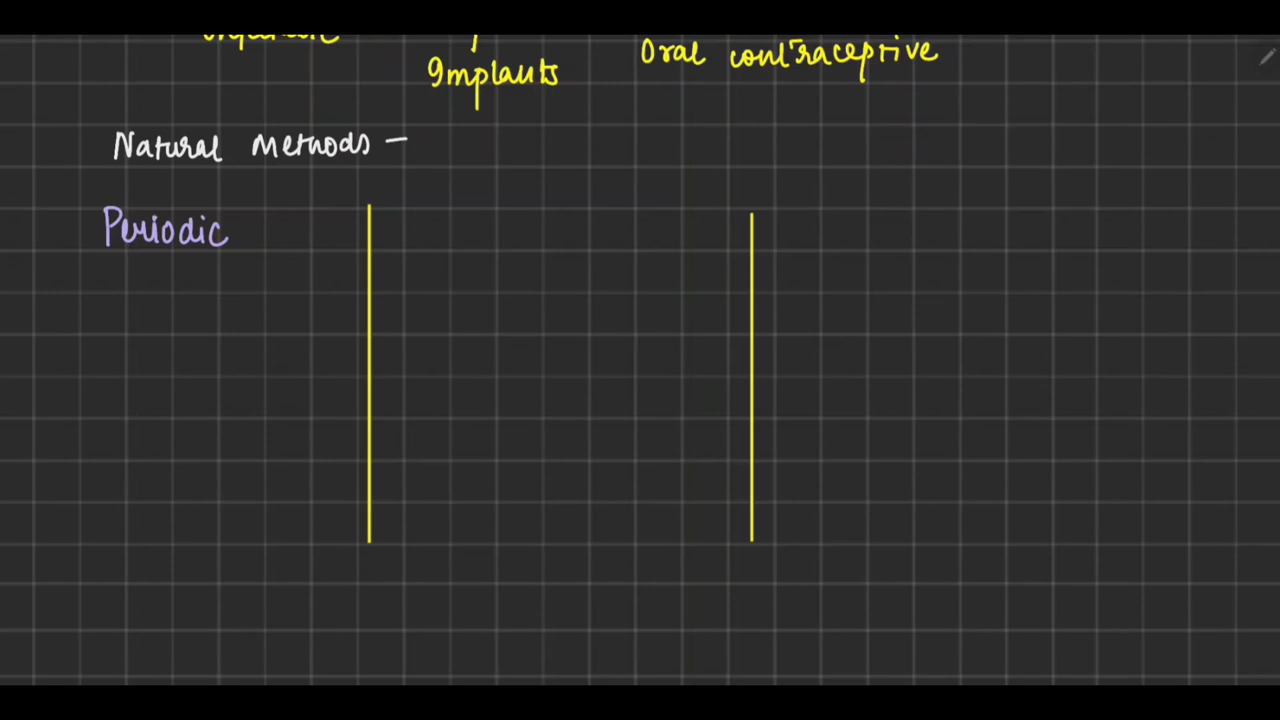 Implants
Oral contraceptive
Natural Methods -
Periodic